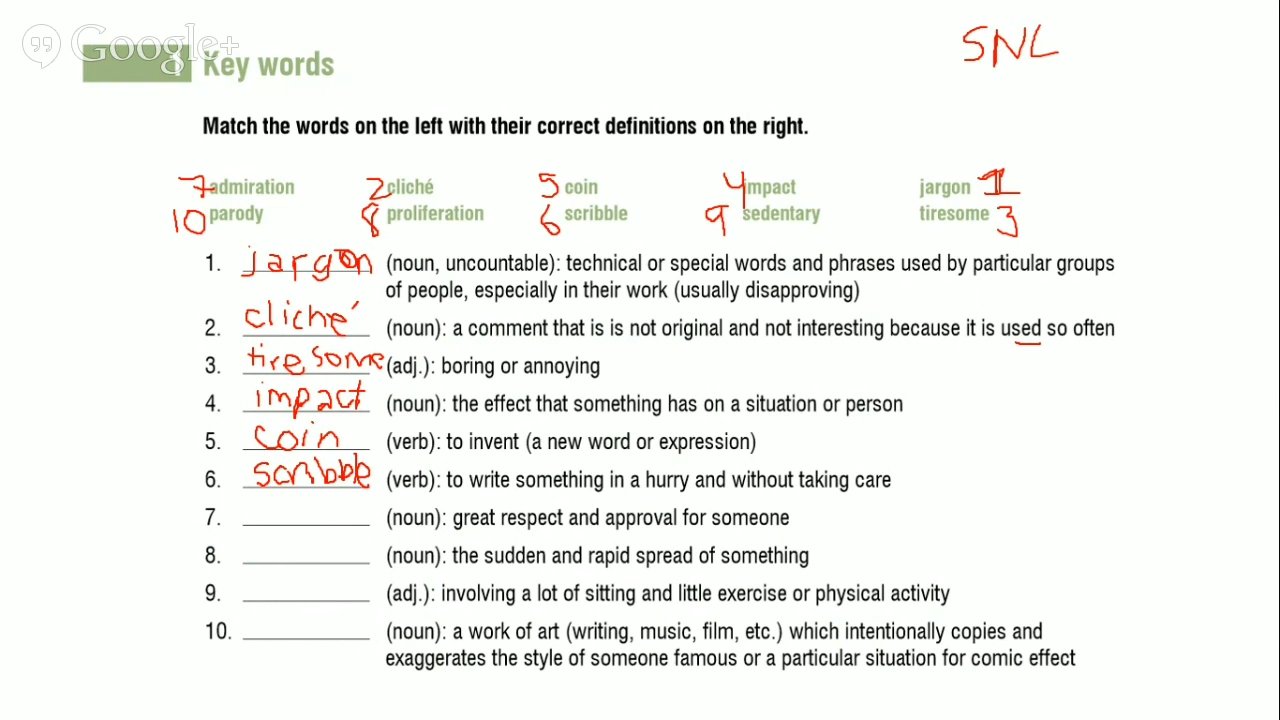 Google+
SNL
1 Key words
Match the words on the left with their correct definitions on the right.
7 admiration 2 cliché 5 coin 4 impact jargon 1
10 parody 8 proliferation 6 scribble 9 sedentary tiresome 3
1. jargon (noun, uncountable): technical or special words and phrases used by particular groups
of people, especially in their work (usually disapproving)
2. cliché (noun): a comment that is is not original and not interesting because it is used so often
3. tiresome (adj.): boring or annoying
4. impact (noun): the effect that something has on a situation or person
5. coin (verb): to invent (a new word or expression)
6. scribble (verb): to write something in a hurry and without taking care
7. ____________ (noun): great respect and approval for someone
8. ____________ (noun): the sudden and rapid spread of something
9. ____________ (adj.): involving a lot of sitting and little exercise or physical activity
10. ____________ (noun): a work of art (writing, music, film, etc.) which intentionally copies and
exaggerates the style of someone famous or a particular situation for comic effect